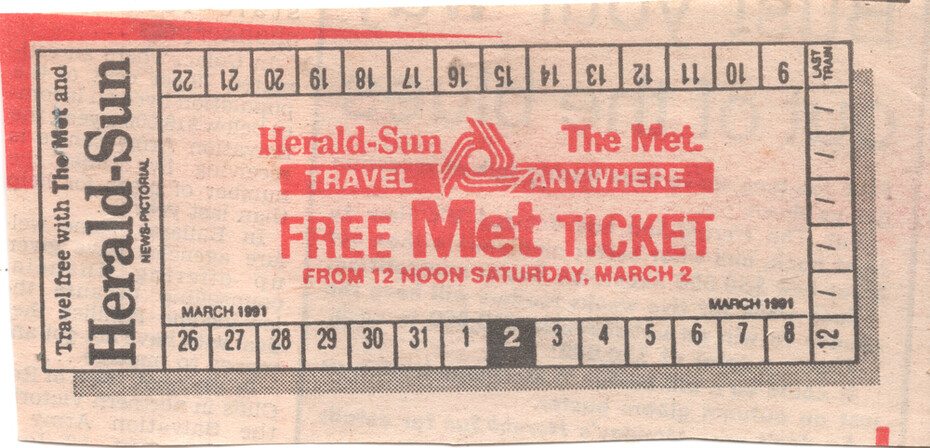 Travel free with The Met and
Herald-Sun
NEWS-PICTORIAL
22 21 20 19 18 17 16 15 14 13 12 11 10 9
LAST TRAIN
Herald-Sun The Met.
TRAVEL ANYWHERE
FREE Met TICKET
FROM 12 NOON SATURDAY, MARCH 2
MARCH 1991 MARCH 1991
26 27 28 29 30 31 1 2 3 4 5 6 7 8
12
/
/
/
/
/